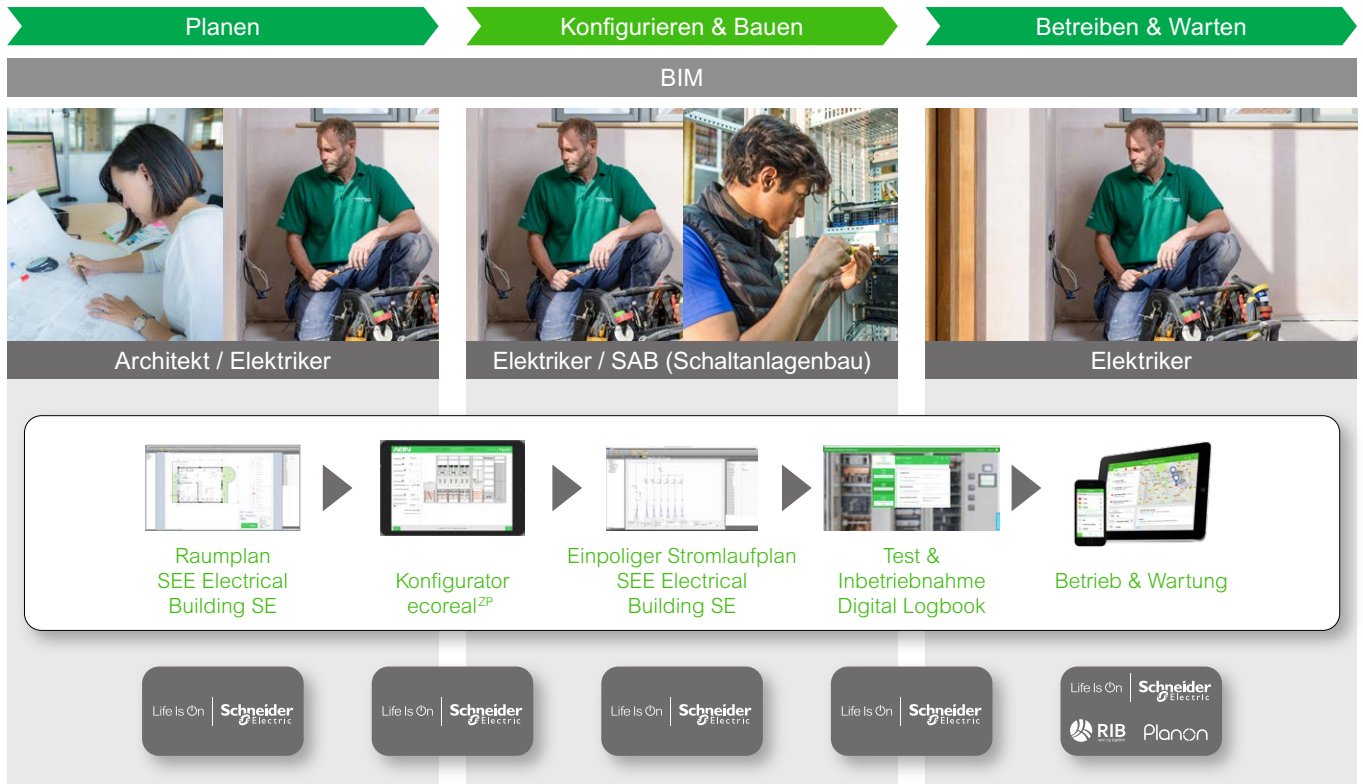 Planen
Konfigurieren & Bauen
Betreiben & Warten
BIM
Architekt / Elektriker
Elektriker / SAB (Schaltanlagenbau)
Elektriker
Raumplan
SEE Electrical
Building SE
Konfigurator
ecoreal ZP
Einpoliger Stromlaufplan
SEE Electrical
Building SE
Test &
Inbetriebnahme
Digital Logbook
Betrieb & Wartung
Life Is On | Schneider Electric
Life Is On | Schneider Electric
Life Is On | Schneider Electric
Life Is On | Schneider Electric
Life Is On | Schneider Electric
RIB
Planon